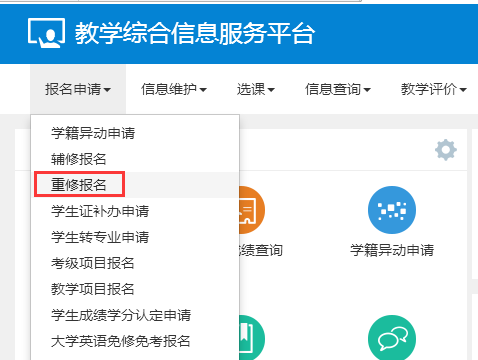 教学综合信息服务平台
报名申请 信息维护 选课 信息查询 教学评价
学籍异动申请
辅修报名
重修报名
学生证补办申请
学生转专业申请
考级项目报名
教学项目报名
学生成绩学分认定申请
大学英语免修免考报名
绩查询 学籍异动申请